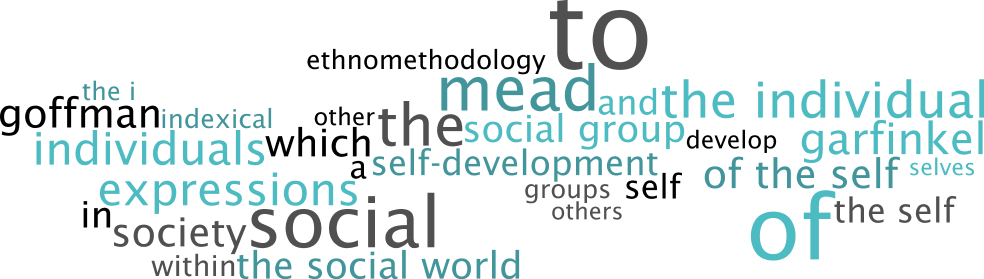 to
ethnomethodology
mead
the i
and
the individual
goffman
indexical
other
the
social group
develop
garfinkel
individuals
which
a
self-development
of the self
selves
expressions
groups
self
in
society
social
others
of
the self
within
the social world